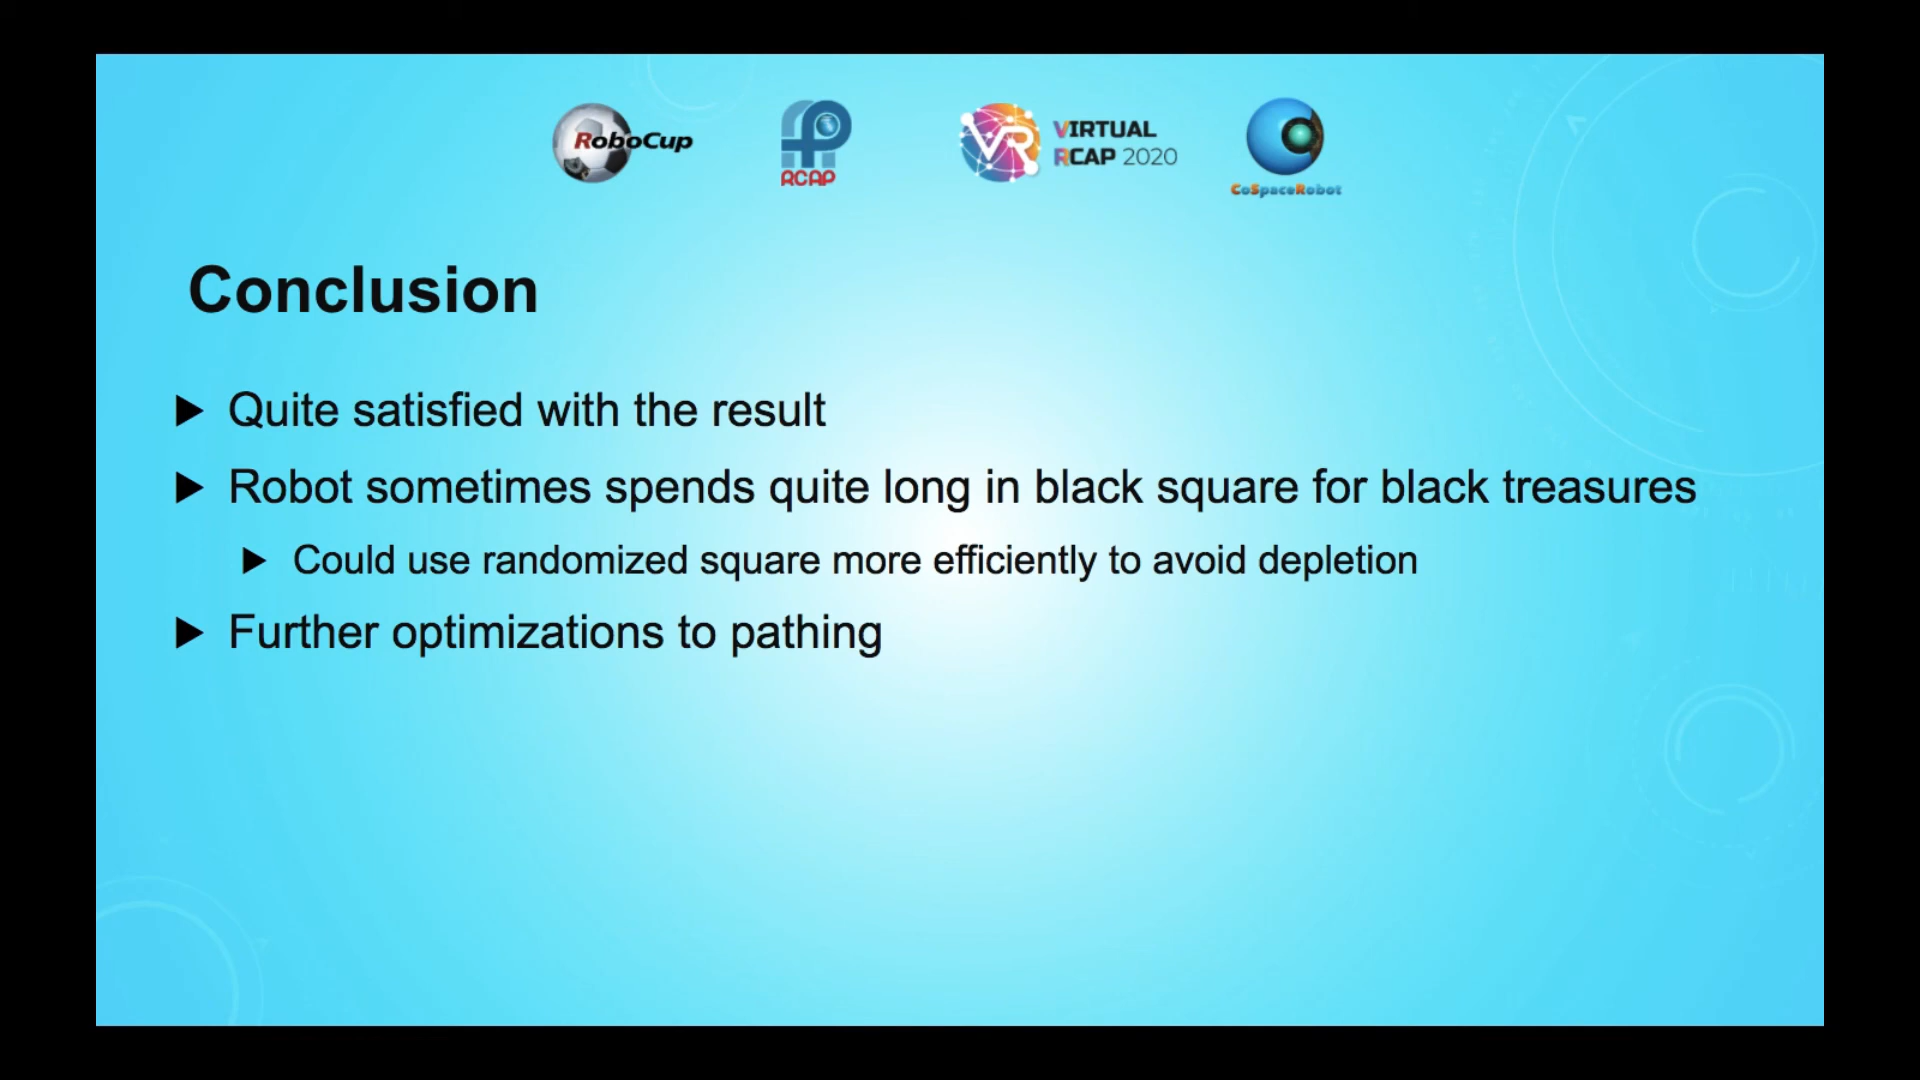 RoboCup
RCAP
VR
VIRTUAL
RCAP 2020
CoSpaceRobot
Conclusion
Quite satisfied with the result
Robot sometimes spends quite long in black square for black treasures
Could use randomized square more efficiently to avoid depletion
Further optimizations to pathing